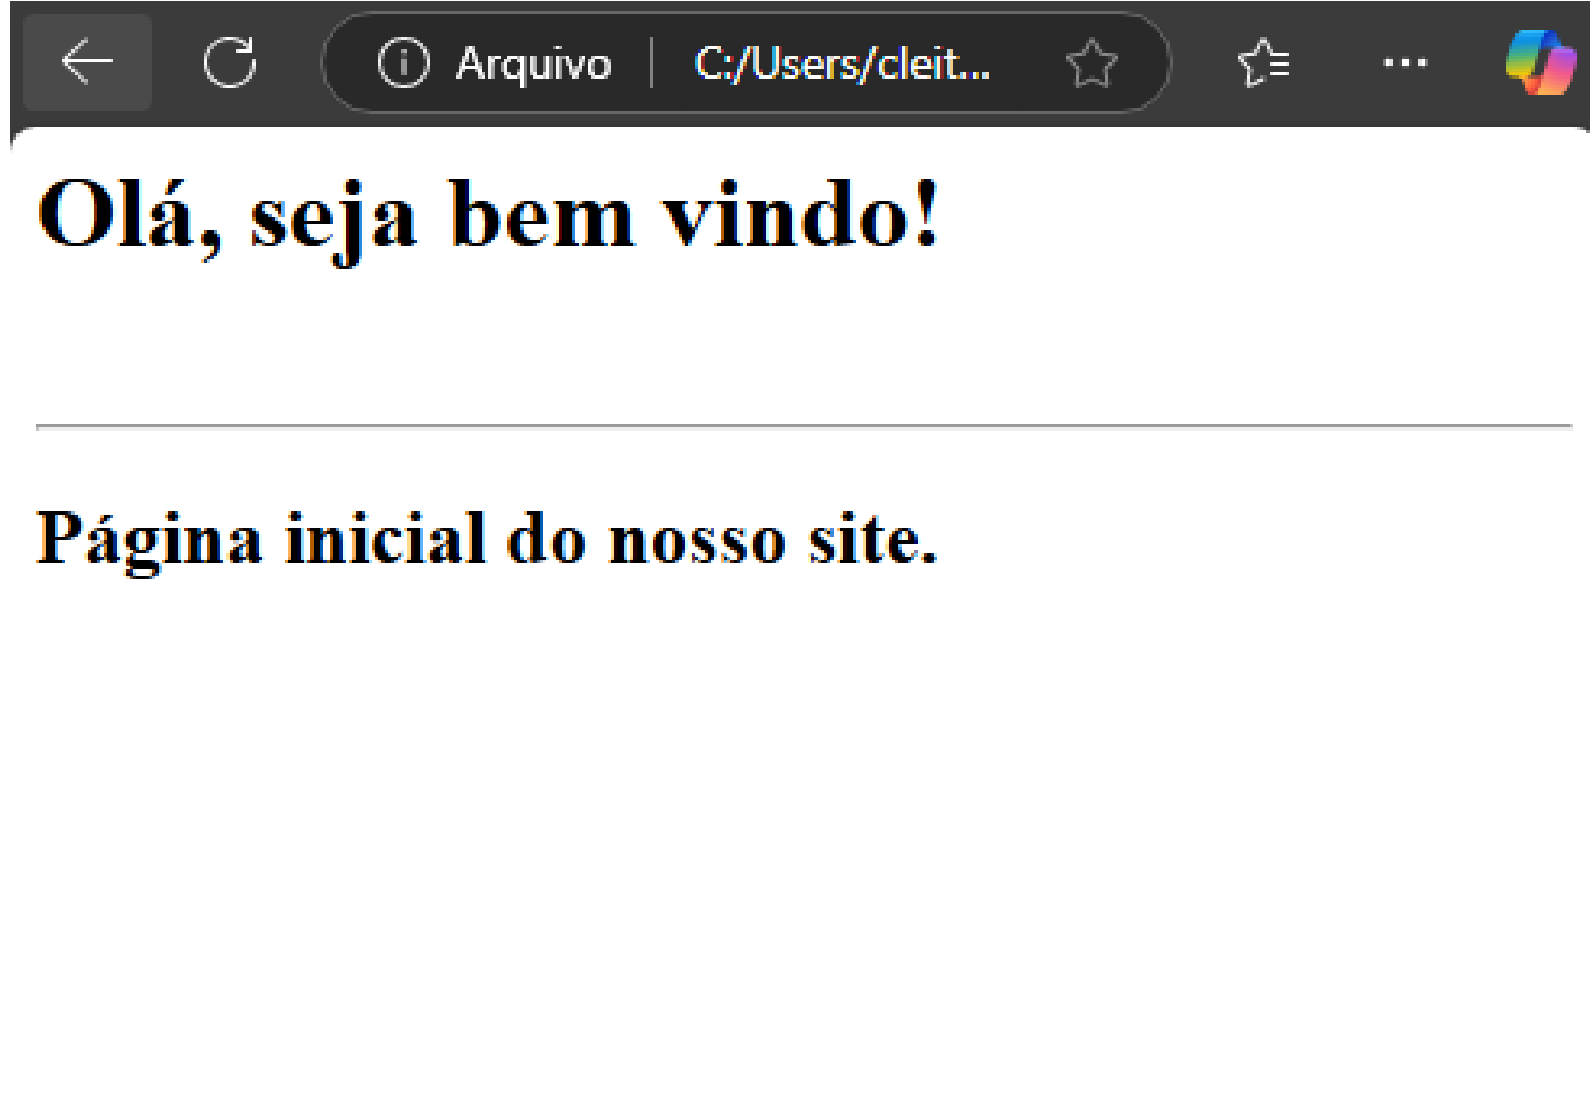 Arquivo C:/Users/cleit...
Olá, seja bem vindo!
Página inicial do nosso site.